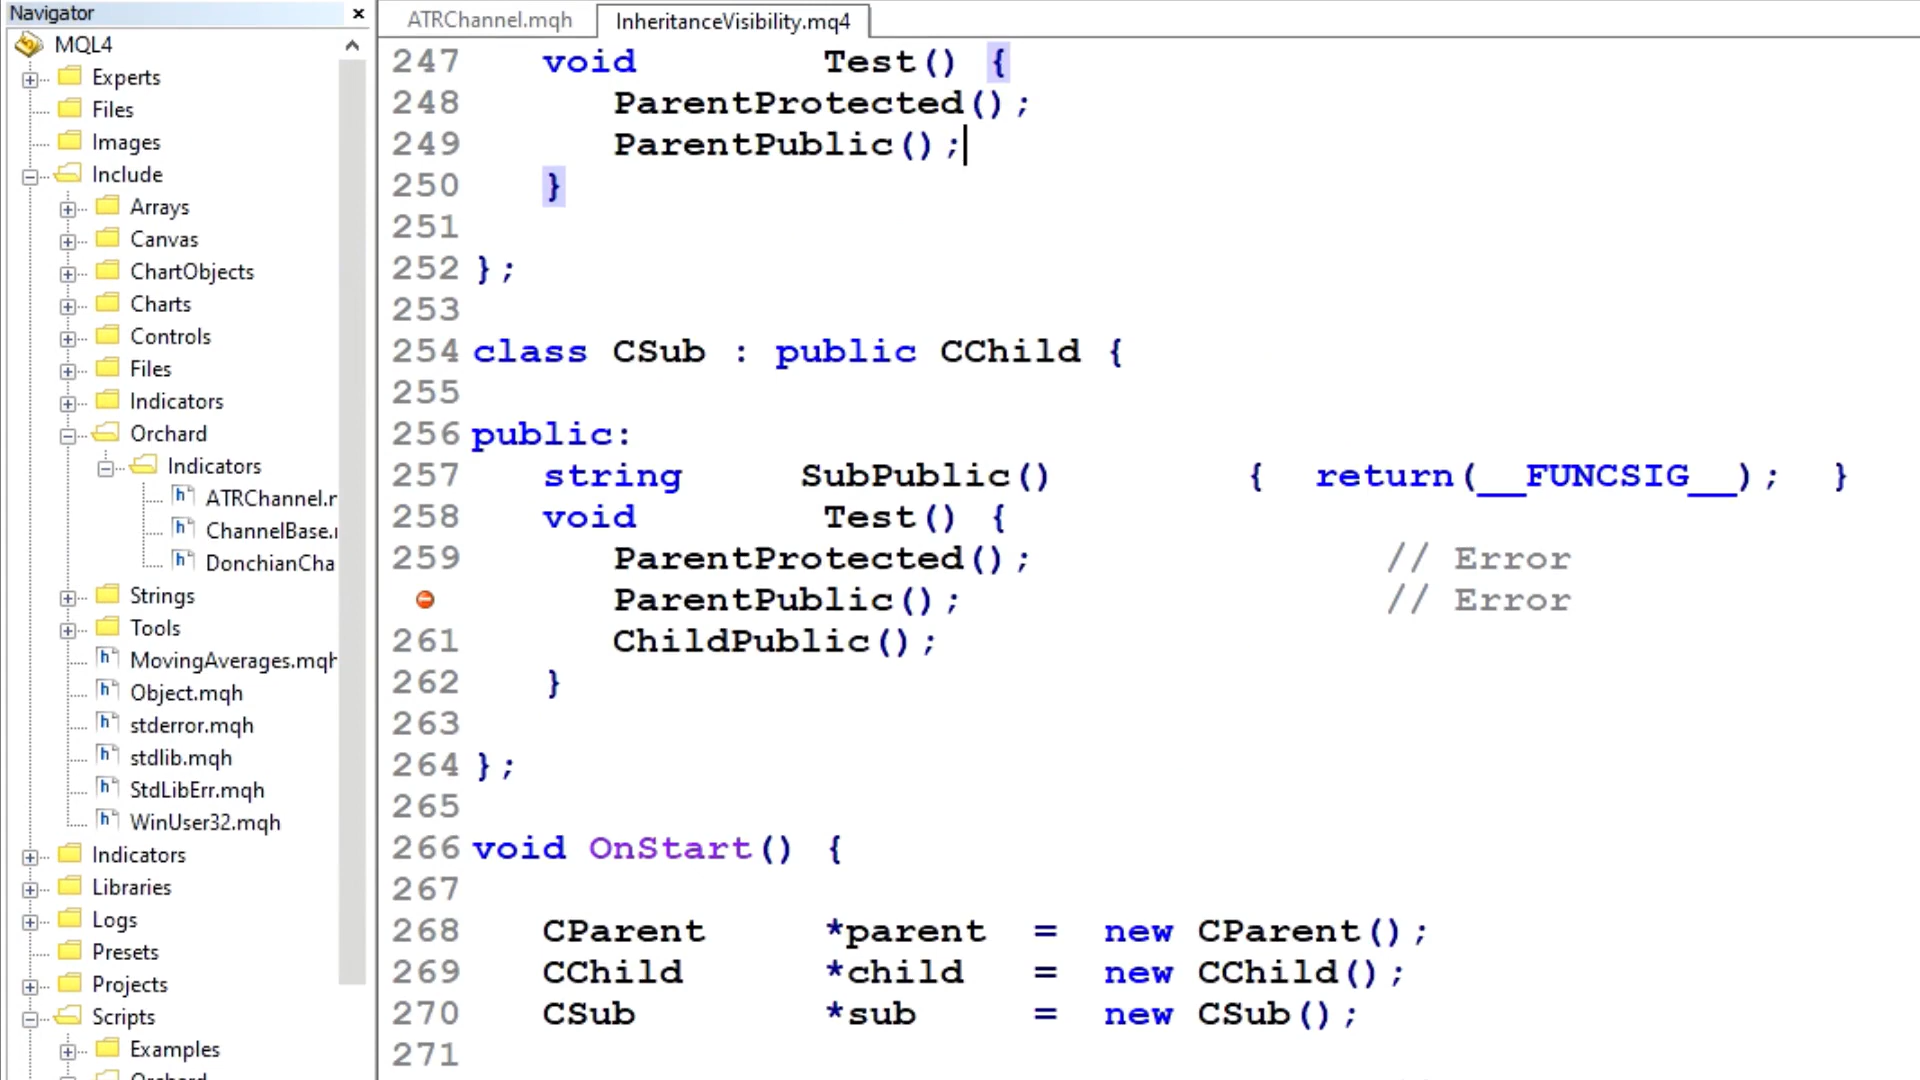 Navigator
MQL4
Experts
Files
Images
Include
Arrays
Canvas
ChartObjects
Charts
Controls
Files
Indicators
Orchard
Indicators
ATRChannel.
ChannelBase.
DonchianCha
Strings
Tools
MovingAverages.mqh
Object.mqh
stderror.mqh
stdlib.mqh
StdLibErr.mqh
WinUser32.mqh
Indicators
Libraries
Logs
Presets
Projects
Scripts
Examples
Orchard
ATRChannel.mqh InheritanceVisibility.mq4
247 void Test() {
248 ParentProtected();
249 ParentPublic();
250 }
251
252 };
253
254 class CSub : public CChild {
255
256 public:
257 string SubPublic() { return(__FUNCSIG__); }
258 void Test() {
259 ParentProtected(); // Error
ParentPublic(); // Error
261 ChildPublic();
262 }
263
264 };
265
266 void OnStart() {
267
268 CParent *parent = new CParent();
269 CChild *child = new CChild();
270 CSub *sub = new CSub();
271